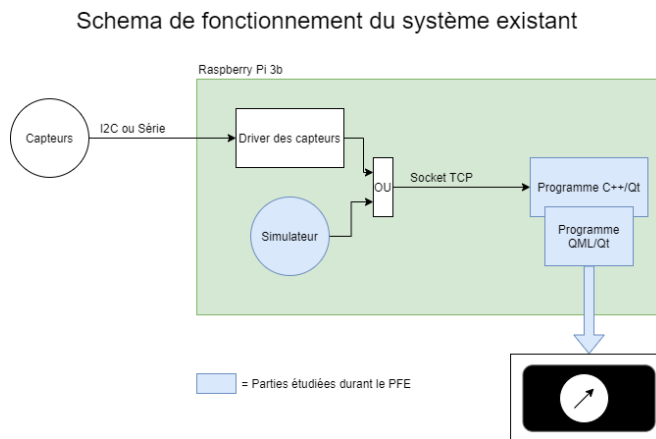 Schema de fonctionnement du système existant
Raspberry Pi 3b
Capteurs
I2C ou Série
Driver des capteurs
OU
Socket TCP
Programme C++/Qt
Simulateur
Programme
QML/Qt
= Parties étudiées durant le PFE